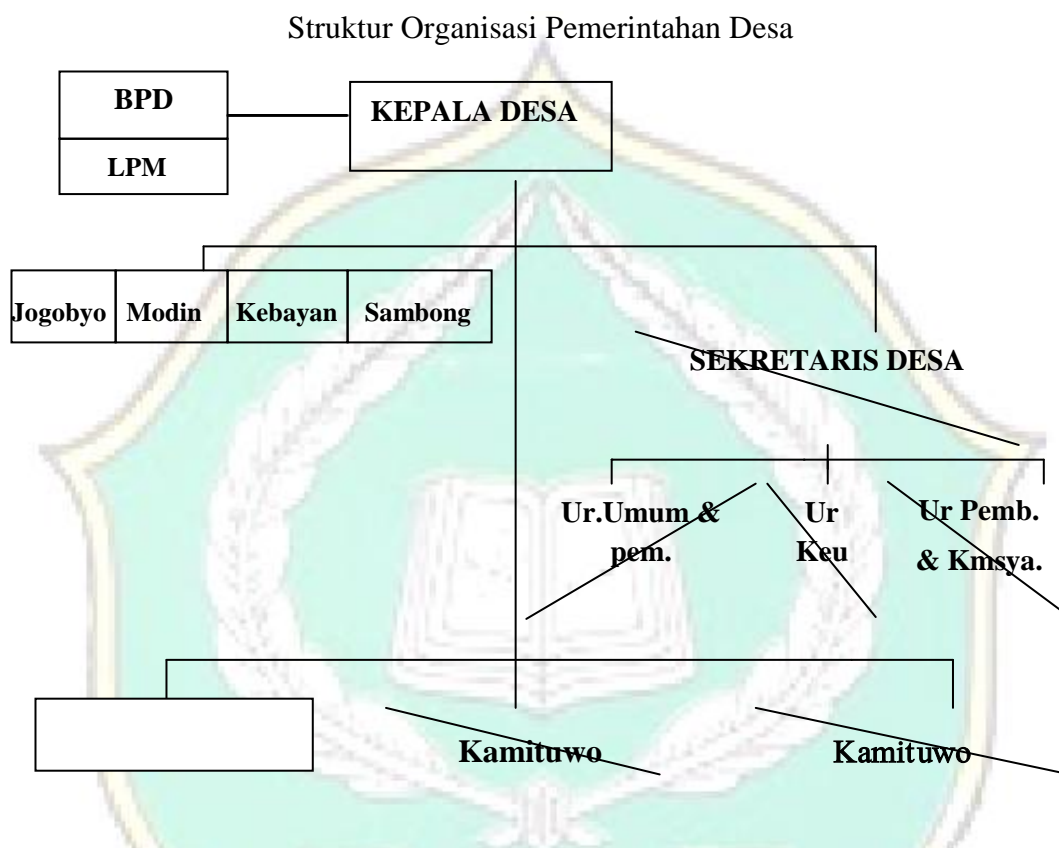 Struktur Organisasi Pemerintahan Desa
BPD
KEPALA DESA
LPM
Jogobyo
Modin
Kebayan
Sambong
SEKRETARIS DESA
Ur.Umum &
pem.
Ur
Keu
Ur Pemb.
& Kmsya.
Kamituwo
Kamituwo